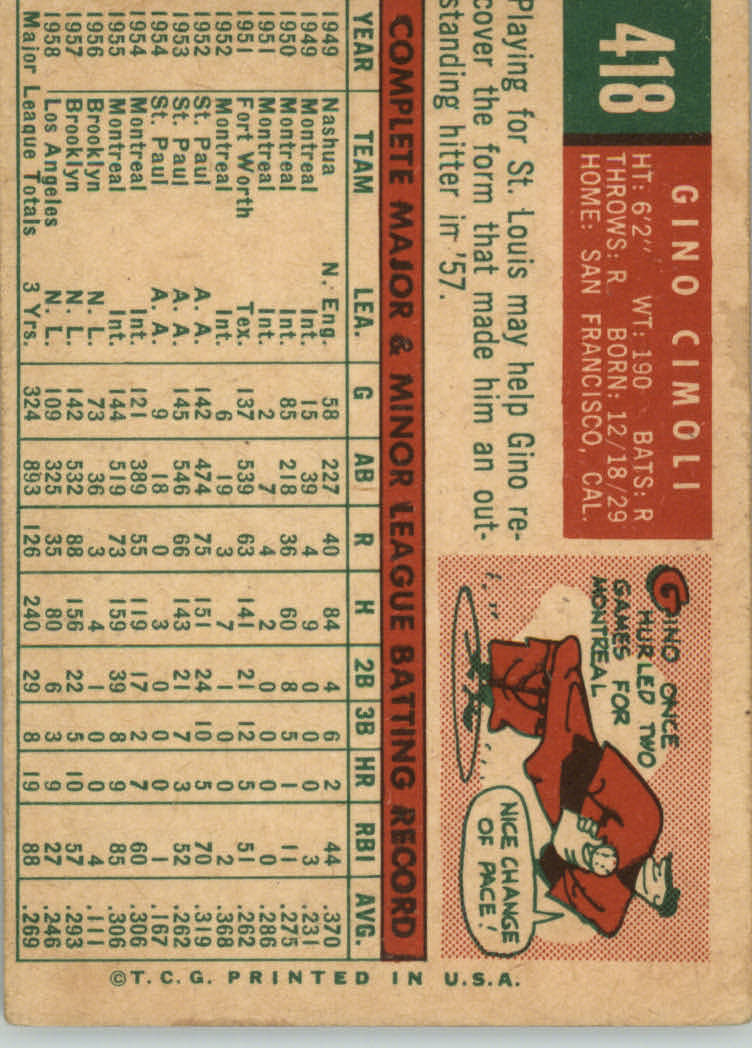 418
GINO CIMOLI
HT: 6'2" WT: 190 BATS: R
THROWS: R BORN: 12/18/29
HOME: SAN FRANCISCO, CAL.
Playing for St. Louis may help Gino re-
cover the form that made him an out-
standing hitter in '57.
GINO ONCE
HURLED TWO
GAMES FOR
MONTREAL
NICE CHANGE
OF PACE!
COMPLETE MAJOR & MINOR LEAGUE BATTING RECORD
YEAR TEAM LEA. G AB R H 2B 3B HR RBI AVG.
1949 Nashua N. Eng. 58 227 40 84 4 6 2 44 .370
1949 Montreal Int. 15 39 4 9 0 0 0 3 .231
1950 Montreal Int. 85 218 36 60 8 5 1 11 .275
1951 Montreal Int. 2 7 4 2 0 0 0 0 .286
1951 Fort Worth Tex. 137 539 63 141 21 12 5 51 .262
1952 Montreal Int. 6 19 3 7 1 0 0 2 .368
1952 St. Paul A. A. 142 474 75 151 24 10 5 70 .319
1953 St. Paul A. A. 145 546 66 143 21 7 3 52 .262
1954 St. Paul A. A. 9 18 0 3 0 0 0 1 .167
1954 Montreal Int. 121 389 55 119 17 2 7 60 .306
1955 Montreal Int. 144 519 73 159 39 8 9 85 .306
1956 Brooklyn N. L. 73 36 3 4 1 0 0 4 .111
1957 Brooklyn N. L. 142 532 88 156 22 5 10 57 .293
1958 Los Angeles N. L. 109 325 35 80 6 3 9 27 .246
Major League Totals 3 Yrs. 324 893 126 240 29 8 19 88 .269
©T.C.G. PRINTED IN U.S.A.